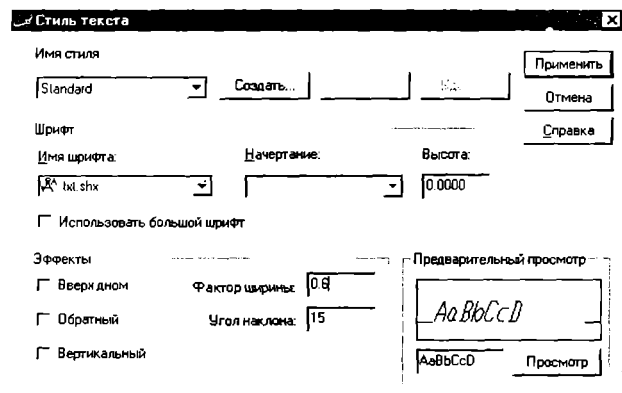 Стиль текста
Имя стиля
Standard
Создать...
Применить
Отмена
Справка
Шрифт
Имя шрифта:
Начертание:
Высота:
txt.shx
0.0000
Использовать большой шрифт
Эффекты
Вверх дном
Обратный
Вертикальный
Фактор ширины:
0.6
Угол наклона:
15
Предварительный просмотр
AaBbCcD
AaBbCcD
Просмотр